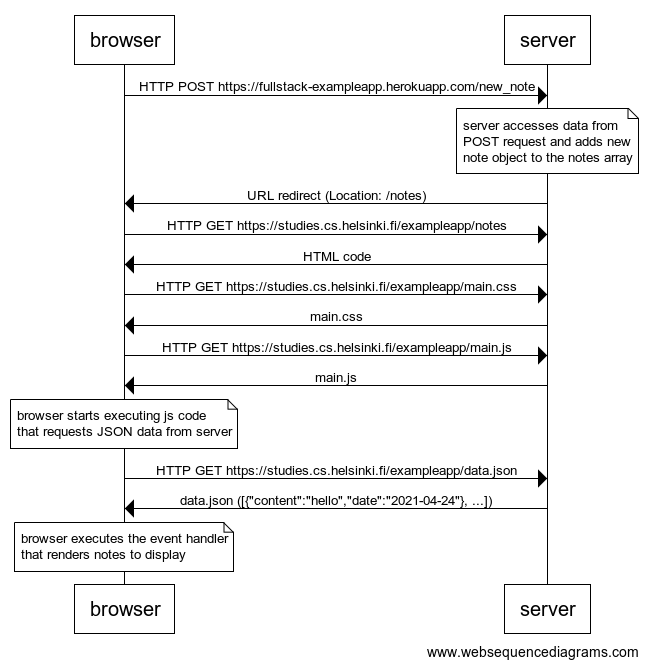 browser
server
HTTP POST https://fullstack-exampleapp.herokuapp.com/new_note
server accesses data from
POST request and adds new
note object to the notes array
URL redirect (Location: /notes)
HTTP GET https://studies.cs.helsinki.fi/exampleapp/notes
HTML code
HTTP GET https://studies.cs.helsinki.fi/exampleapp/main.css
main.css
HTTP GET https://studies.cs.helsinki.fi/exampleapp/main.js
main.js
browser starts executing js code
that requests JSON data from server
HTTP GET https://studies.cs.helsinki.fi/exampleapp/data.json
data.json ([{"content":"hello","date":"2021-04-24"}, ...])
browser executes the event handler
that renders notes to display
browser
server
www.websequencediagrams.com